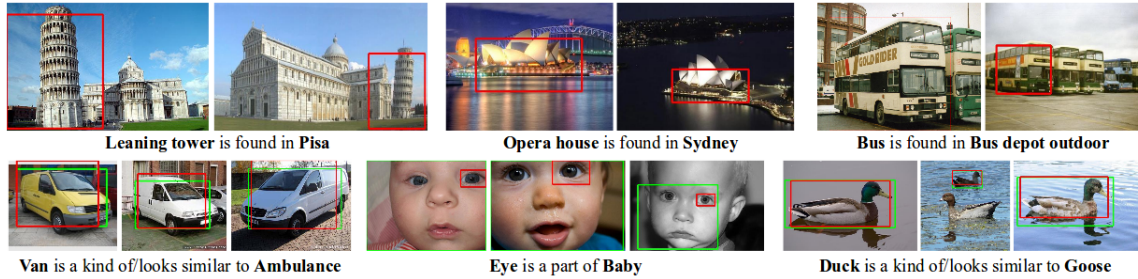 GOLDRIDER
Leaning tower is found in Pisa
Opera house is found in Sydney
Bus is found in Bus depot outdoor
Van is a kind of/looks similar to Ambulance
Eye is a part of Baby
Duck is a kind of/looks similar to Goose